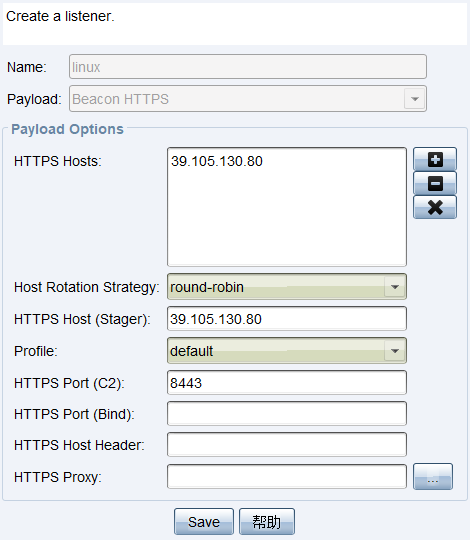 Create a listener.
Name: linux
Payload: Beacon HTTPS
Payload Options
HTTPS Hosts: 39.105.130.80
Host Rotation Strategy: round-robin
HTTPS Host (Stager): 39.105.130.80
Profile: default
HTTPS Port (C2): 8443
HTTPS Port (Bind):
HTTPS Host Header:
HTTPS Proxy: ...
Save 帮助